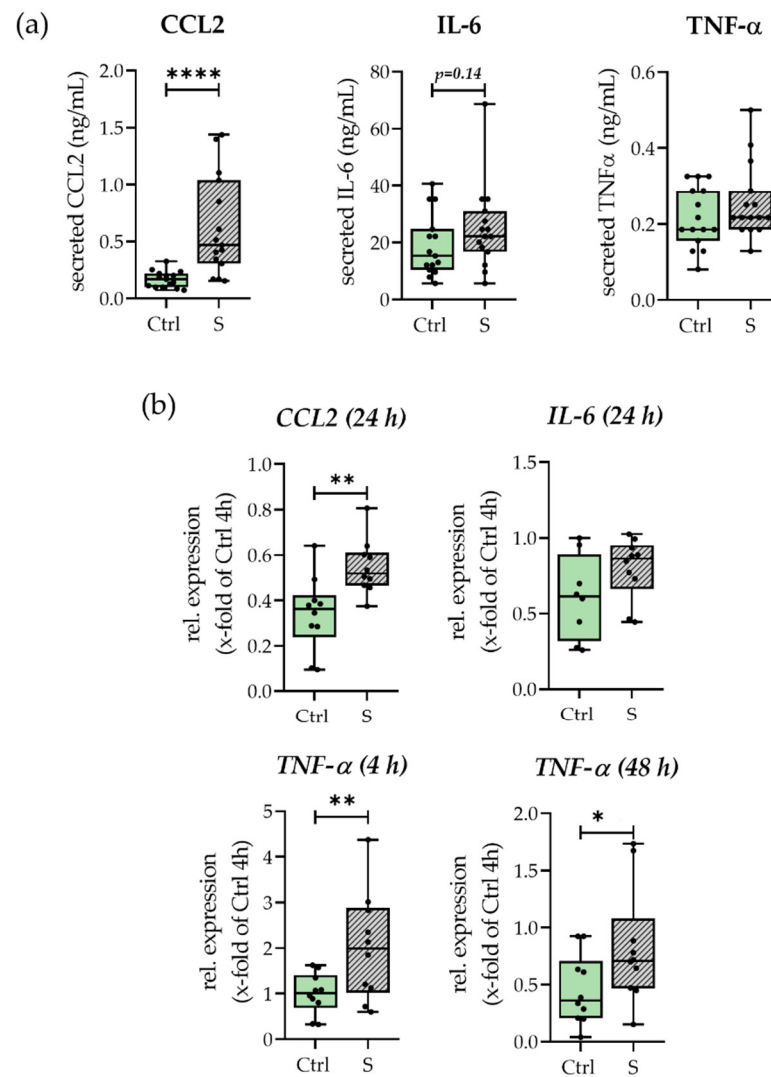 (a)
CCL2
IL-6
TNF-α
secreted CCL2 (ng/mL)
2.0
1.5
1.0
0.5
0.0
****
Ctrl
S
secreted IL-6 (ng/mL)
80
60
40
20
0
p=0.14
Ctrl
S
secreted TNFα (ng/mL)
0.6
0.4
0.2
0.0
Ctrl
S
(b)
CCL2 (24 h)
IL-6 (24 h)
rel. expression
(x-fold of Ctrl 4h)
1.0
0.8
0.6
0.4
0.2
0.0
**
Ctrl
S
rel. expression
(x-fold of Ctrl 4h)
1.5
1.0
0.5
0.0
Ctrl
S
TNF-α (4 h)
TNF-α (48 h)
rel. expression
(x-fold of Ctrl 4h)
5
4
3
2
1
0
**
Ctrl
S
rel. expression
(x-fold of Ctrl 4h)
2.0
1.5
1.0
0.5
0.0
*
Ctrl
S